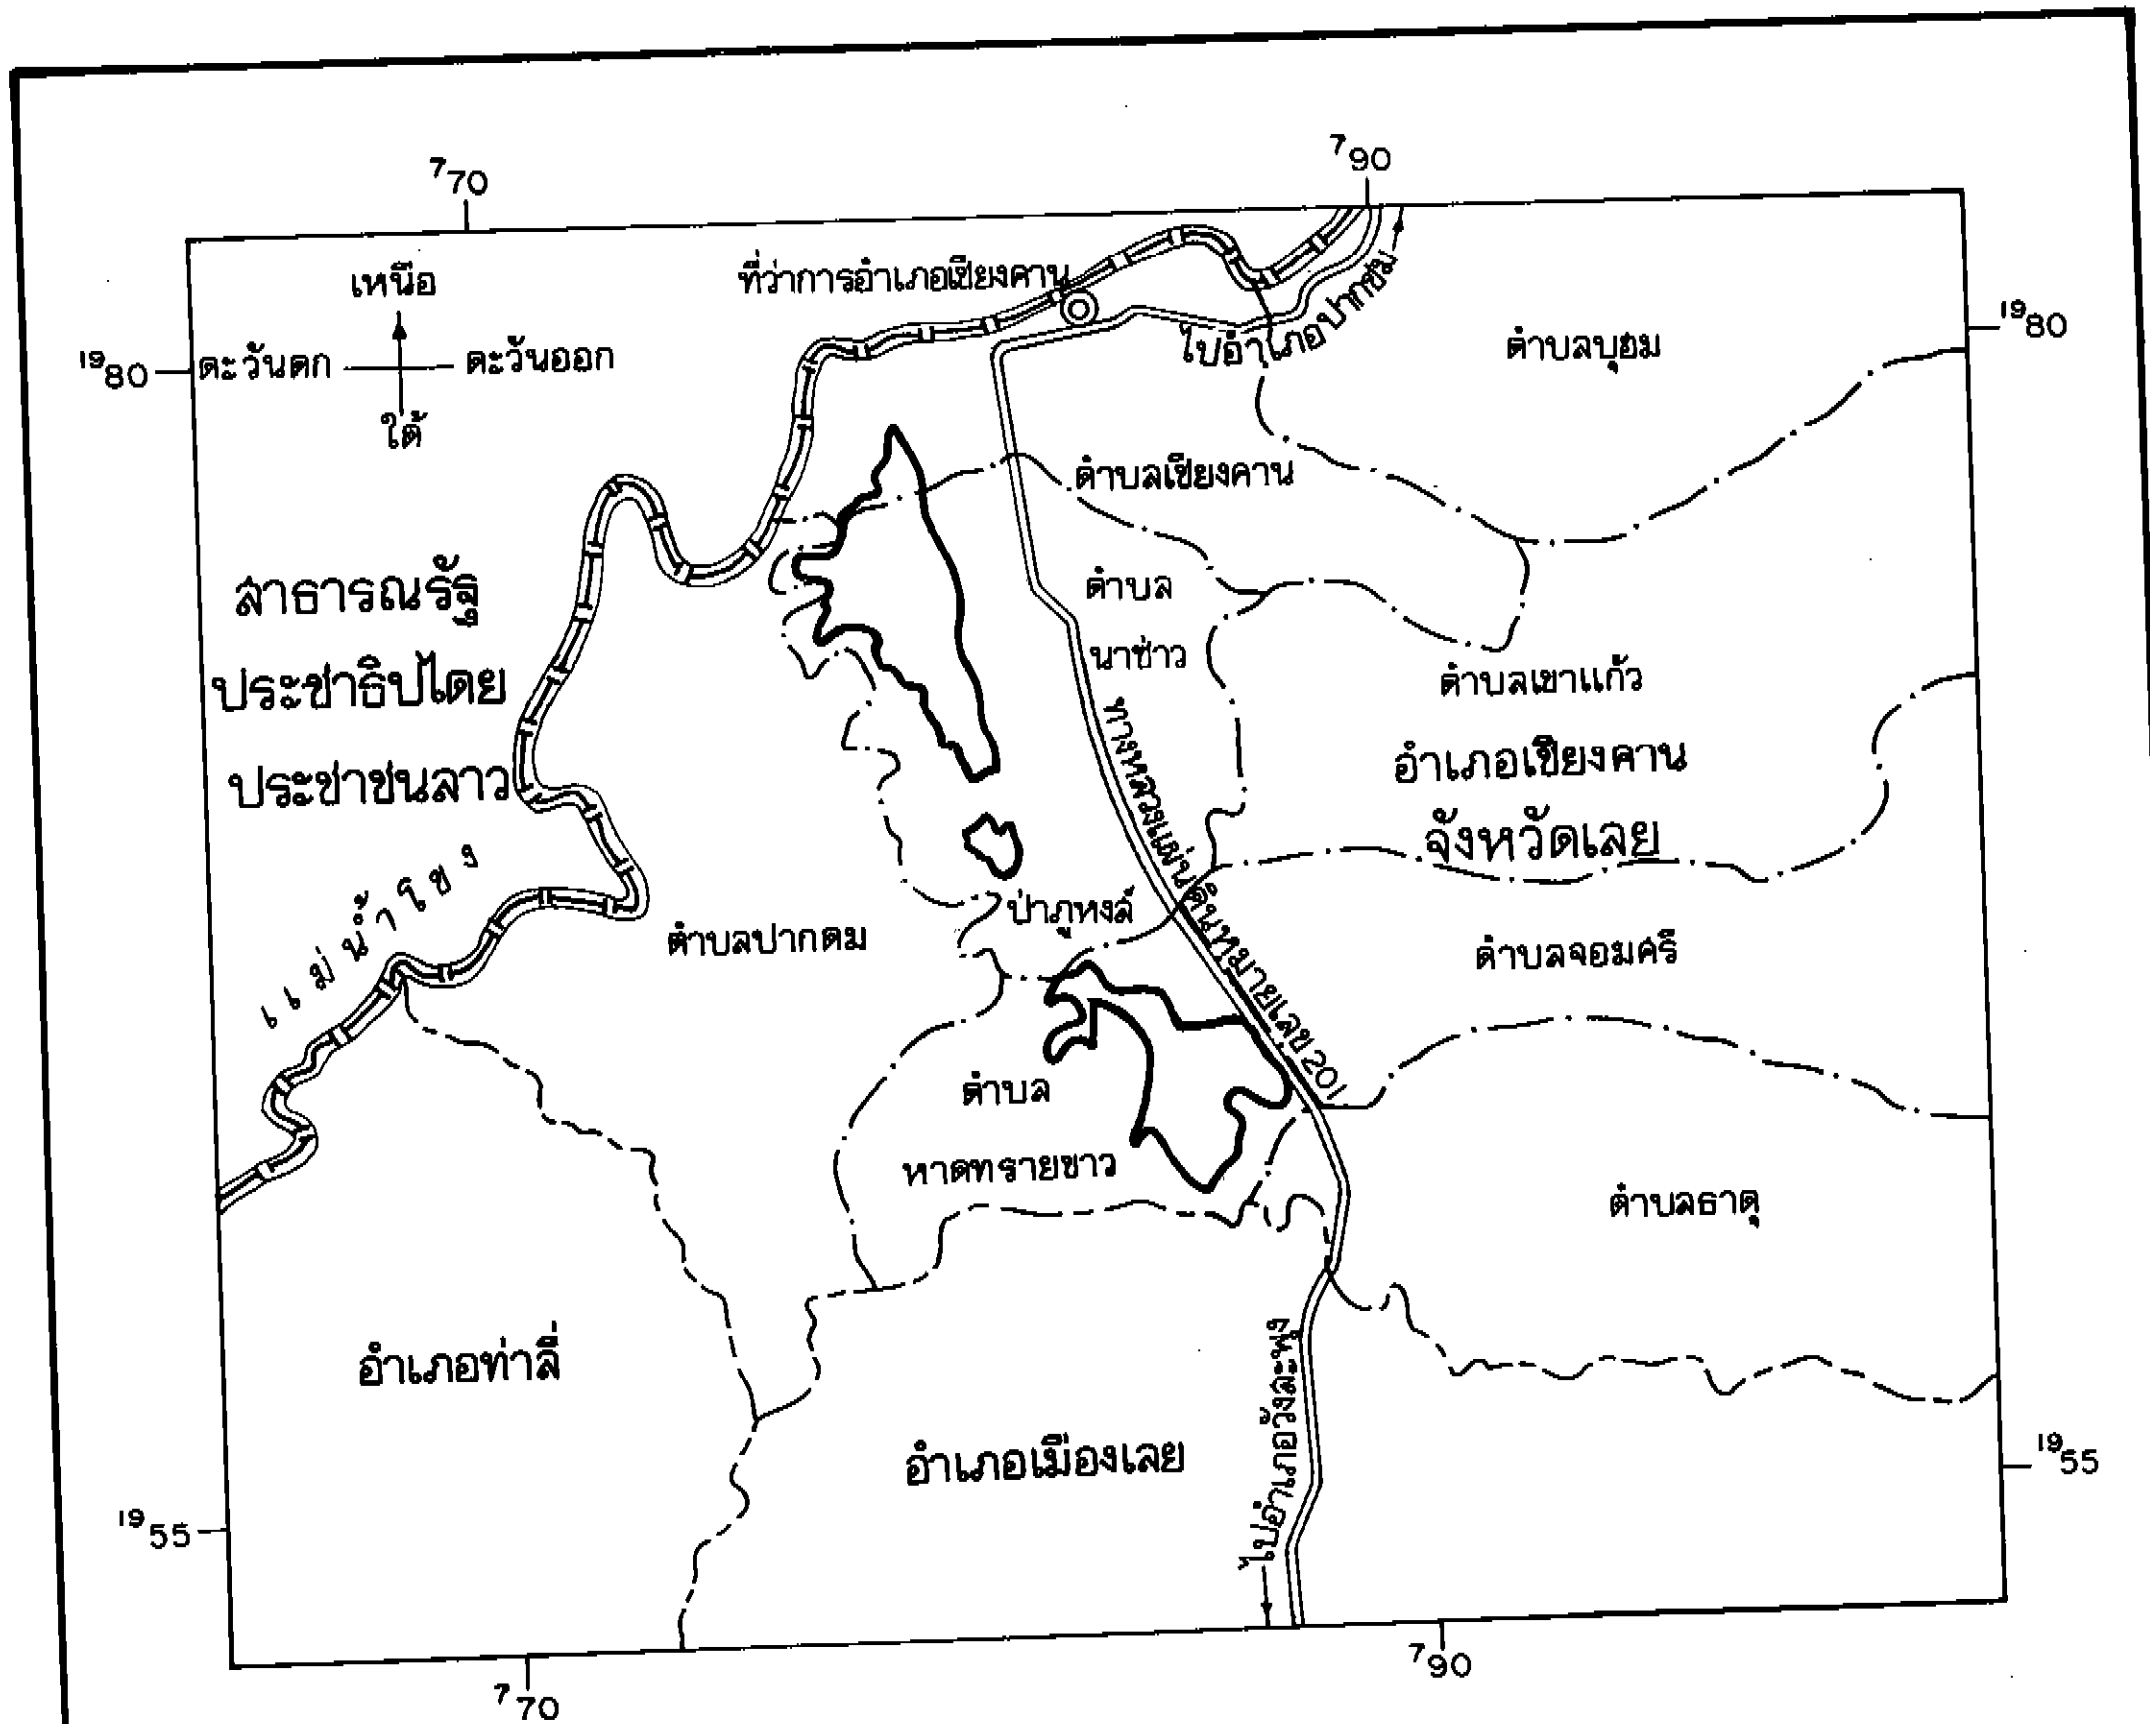 ⁷70
⁷90
เหนือ
ที่ว่าการอำเภอเชียงคาน
¹⁹80
ตะวันตก
ตะวันออก
ใต้
ไปอำเภอปากชม
ตำบลบุฮม
¹⁹80
ตำบลเชียงคาน
สาธารณรัฐ
ประชาธิปไตย
ประชาชนลาว
ตำบล
นาซ่าว
ตำบลเขาแก้ว
อำเภอเชียงคาน
จังหวัดเลย
ทางหลวงแผ่นดินหมายเลข 201
แม่น้ำโขง
ตำบลปากตม
ป่าภูหงส์
ตำบลจอมศรี
ตำบล
หาดทรายขาว
ตำบลธาตุ
อำเภอท่าลี่
อำเภอเมืองเลย
ไปอำเภอวังสะพุง
¹⁹55
¹⁹55
⁷70
⁷90